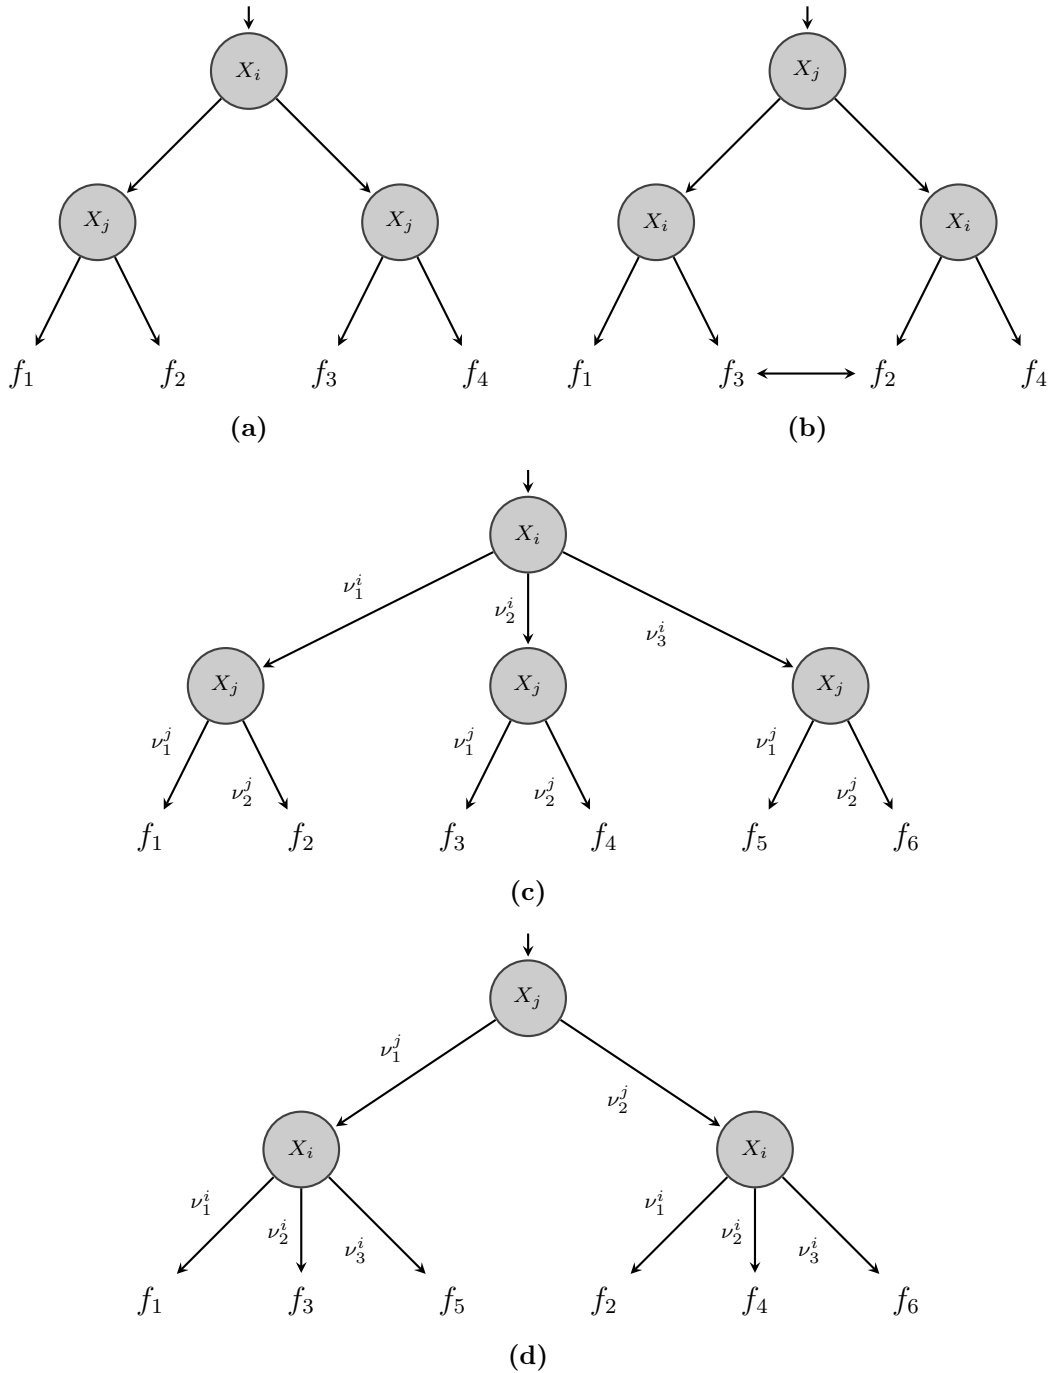 X_i X_j
X_j X_j X_i X_i
f_1 f_2 f_3 f_4 f_1 f_3 f_2 f_4
(a) (b)
X_i
ν_1^i ν_2^i ν_3^i
X_j X_j X_j
ν_1^j ν_2^j ν_1^j ν_2^j ν_1^j ν_2^j
f_1 f_2 f_3 f_4 f_5 f_6
(c)
X_j
ν_1^j ν_2^j
X_i X_i
ν_1^i ν_2^i ν_3^i ν_1^i ν_2^i ν_3^i
f_1 f_3 f_5 f_2 f_4 f_6
(d)